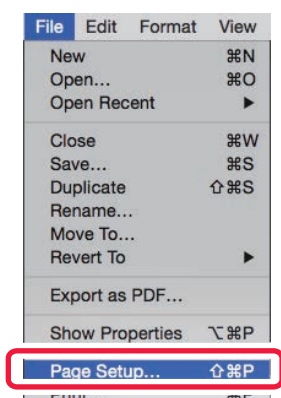 File Edit Format View
New ⌘N
Open... ⌘O
Open Recent ▶
Close ⌘W
Save... ⌘S
Duplicate ⇧⌘S
Rename...
Move To...
Revert To ▶
Export as PDF...
Show Properties ⌥⌘P
Page Setup... ⇧⌘P